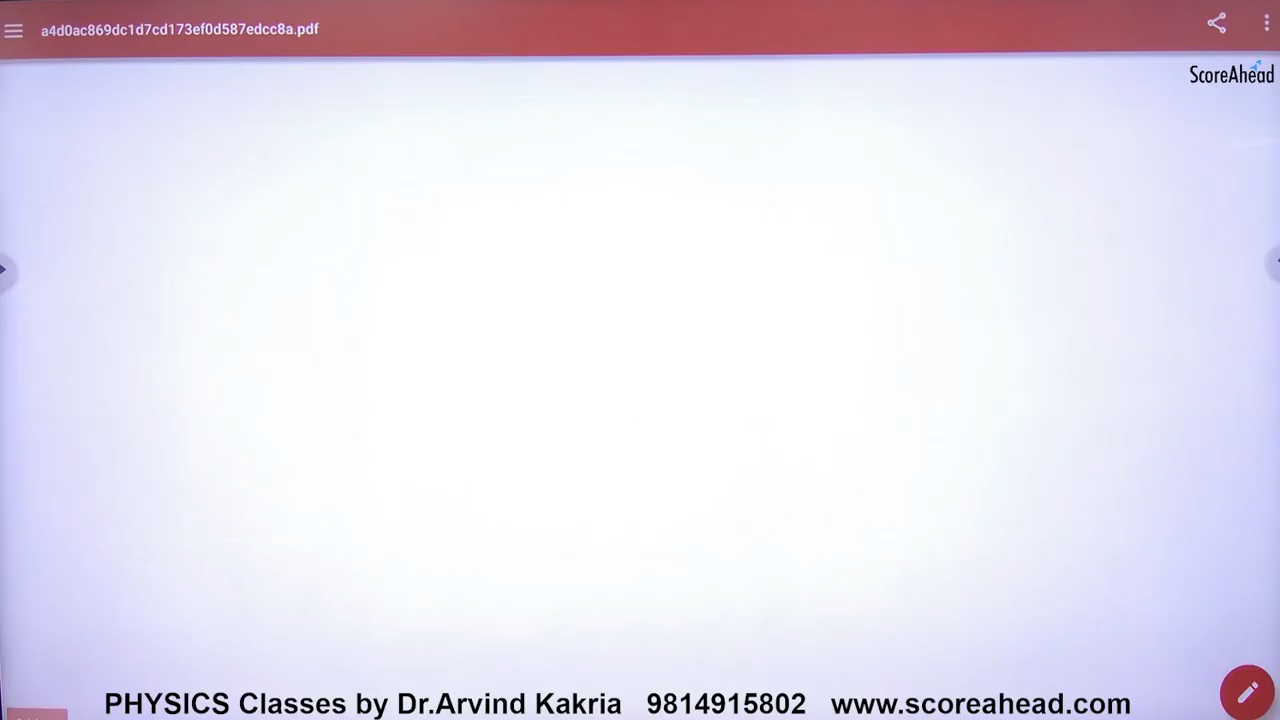 a4d0ac869dc1d7cd173ef0d587edcc8a.pdf
ScoreAhead
PHYSICS Classes by Dr.Arvind Kakria 9814915802 www.scoreahead.com